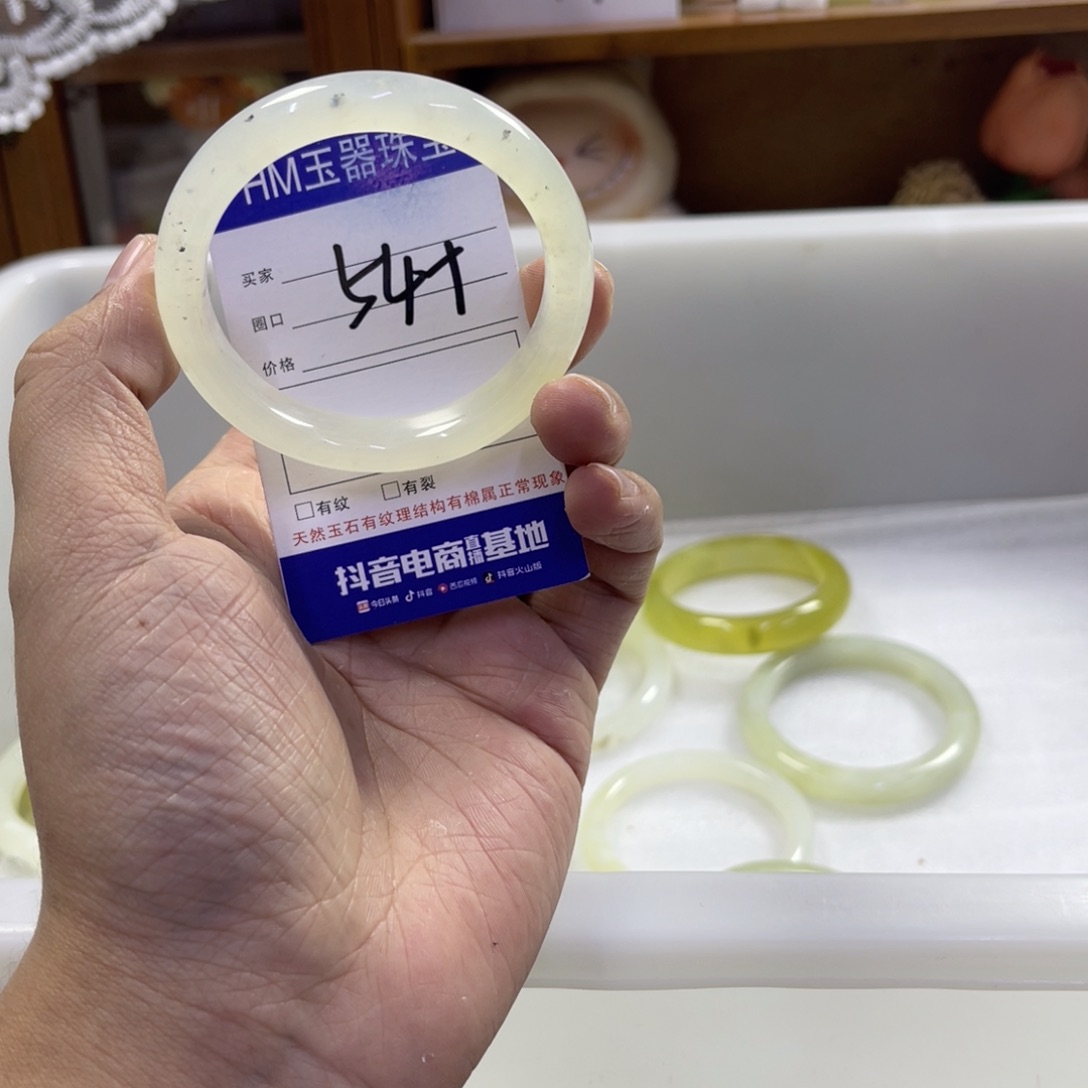 HM玉器珠宝
买家
541
圈口
价格
有纹 有裂
天然玉石有纹理结构有棉属正常现象
抖音电商直播基地
今日头条 抖音 西瓜视频 抖音火山版